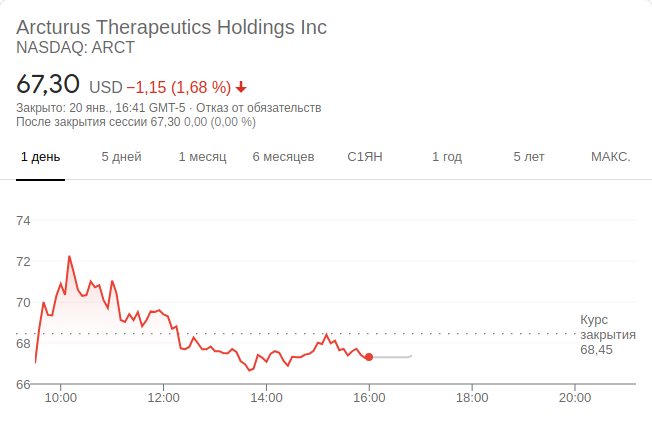 Arcturus Therapeutics Holdings Inc
NASDAQ: ARCT
67,30 USD −1,15 (1,68 %)
Закрыто: 20 янв., 16:41 GMT-5 · Отказ от обязательств
После закрытия сессии 67,30 0,00 (0,00 %)
1 день 5 дней 1 месяц 6 месяцев С1ЯН 1 год 5 лет МАКС.
74
72
70
68
66
Курс
закрытия
68,45
10:00 12:00 14:00 16:00 18:00 20:00